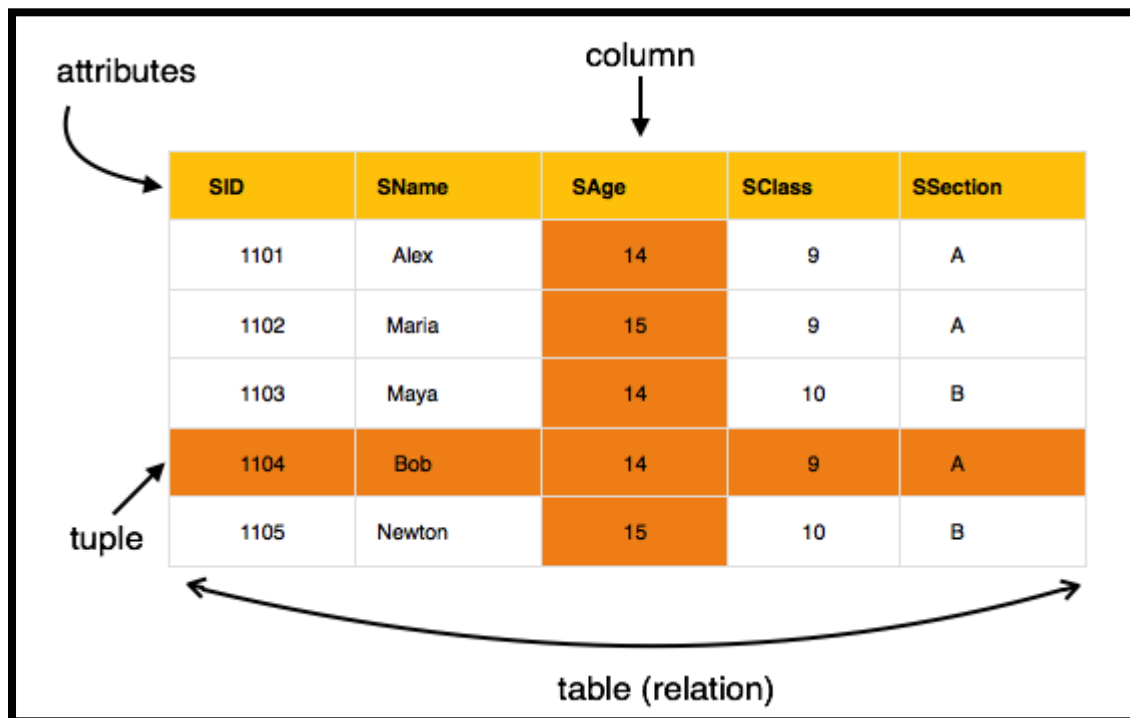 column
attributes
SID SName SAge SClass SSection
1101 Alex 14 9 A
1102 Maria 15 9 A
1103 Maya 14 10 B
1104 Bob 14 9 A
tuple
1105 Newton 15 10 B
table (relation)